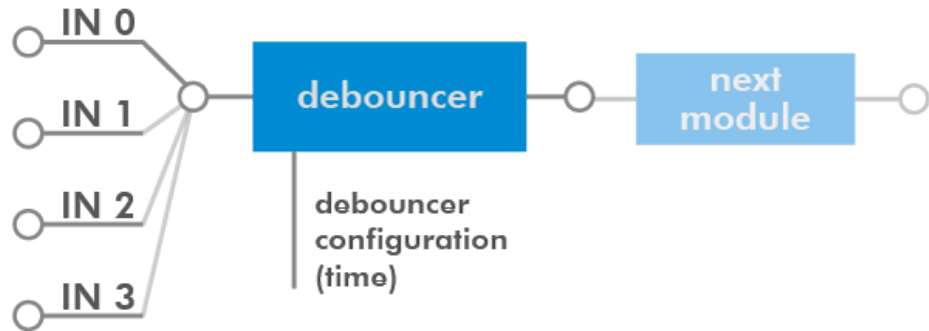 IN 0
IN 1
IN 2
IN 3
debouncer
debouncer
configuration
(time)
next
module